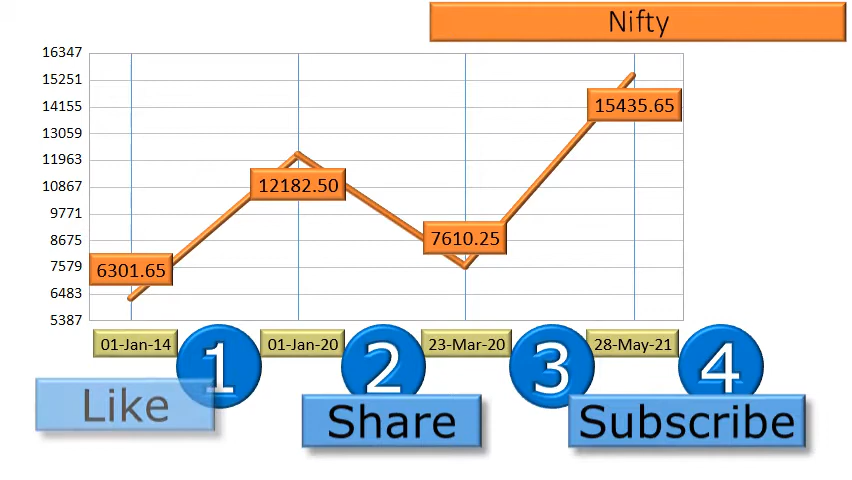 Nifty
16347
15251
14155
13059
11963
10867
9771
8675
7579
6483
5387
6301.65
12182.50
7610.25
15435.65
01-Jan-14
01-Jan-20
23-Mar-20
28-May-21
1
2
3
4
Like
Share
Subscribe